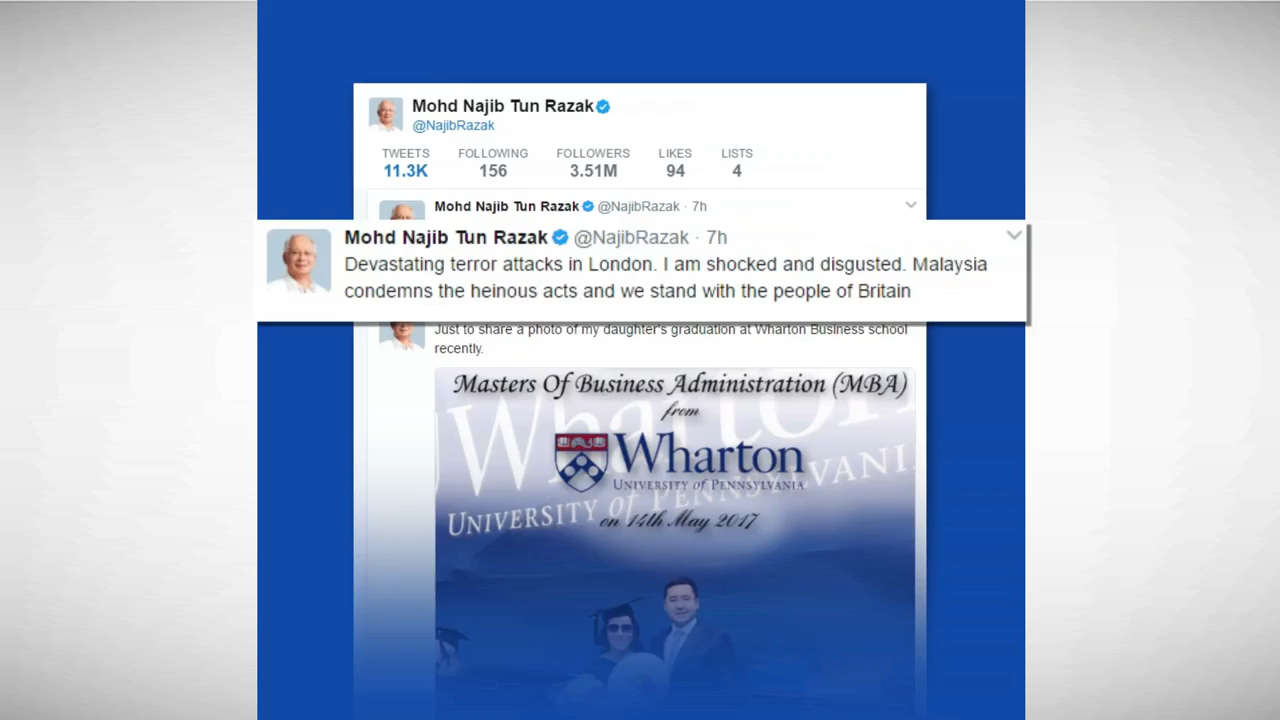 Mohd Najib Tun Razak
@NajibRazak
TWEETS FOLLOWING FOLLOWERS LIKES LISTS
11.3K 156 3.51M 94 4
Mohd Najib Tun Razak @NajibRazak · 7h
Mohd Najib Tun Razak @NajibRazak · 7h
Devastating terror attacks in London. I am shocked and disgusted. Malaysia
condemns the heinous acts and we stand with the people of Britain
Just to share a photo of my daughter's graduation at Wharton Business school
recently.
Masters Of Business Administration (MBA)
from
Wharton
Wharton
UNIVERSITY of PENNSYLVANIA
UNIVERSITY of PENNSYLVANIA
on 14th May 2017